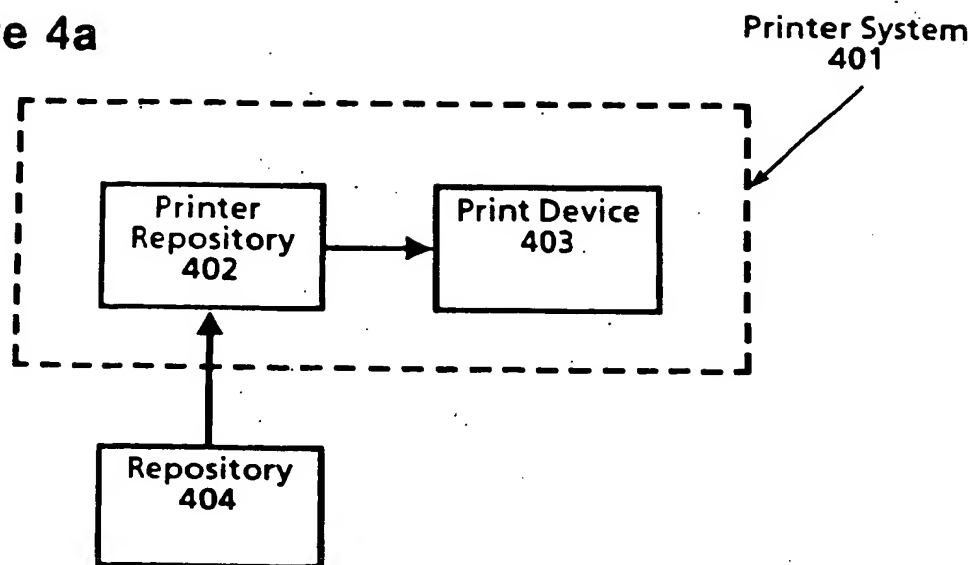 e 4a
Printer System
401
Printer
Repository
402
Print Device
403
Repository
404